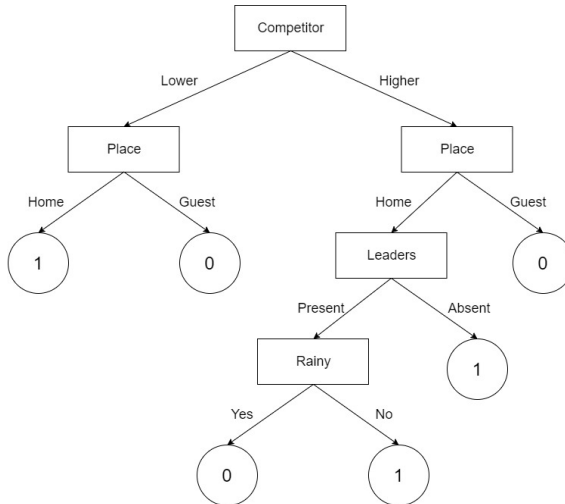 Competitor
Lower
Higher
Place
Place
Home
Guest
Home
Guest
1
0
Leaders
0
Present
Absent
Rainy
1
Yes
No
0
1